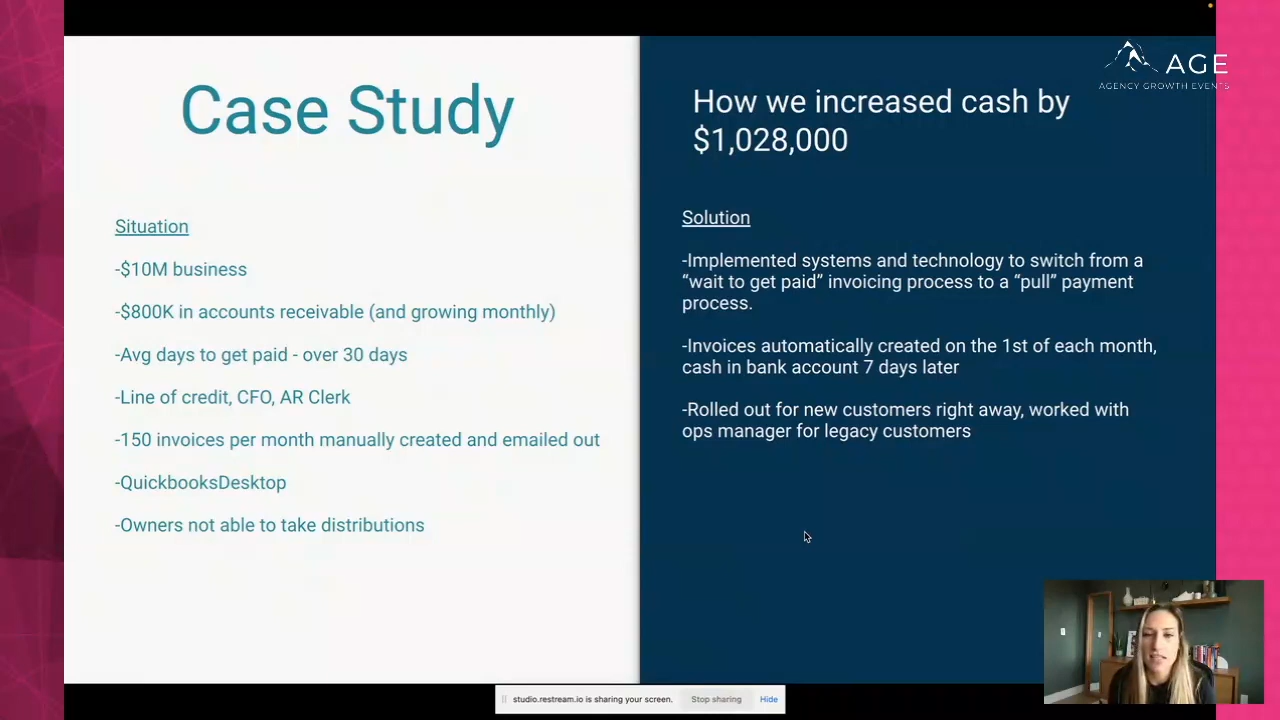 AGE
AGENCY GROWTH EVENTS
Case Study
Situation
-$10M business
-$800K in accounts receivable (and growing monthly)
-Avg days to get paid - over 30 days
-Line of credit, CFO, AR Clerk
-150 invoices per month manually created and emailed out
-QuickbooksDesktop
-Owners not able to take distributions
How we increased cash by
$1,028,000
Solution
-Implemented systems and technology to switch from a
“wait to get paid” invoicing process to a “pull” payment
process.
-Invoices automatically created on the 1st of each month,
cash in bank account 7 days later
-Rolled out for new customers right away, worked with
ops manager for legacy customers
studio.restream.io is sharing your screen.
Stop sharing
Hide